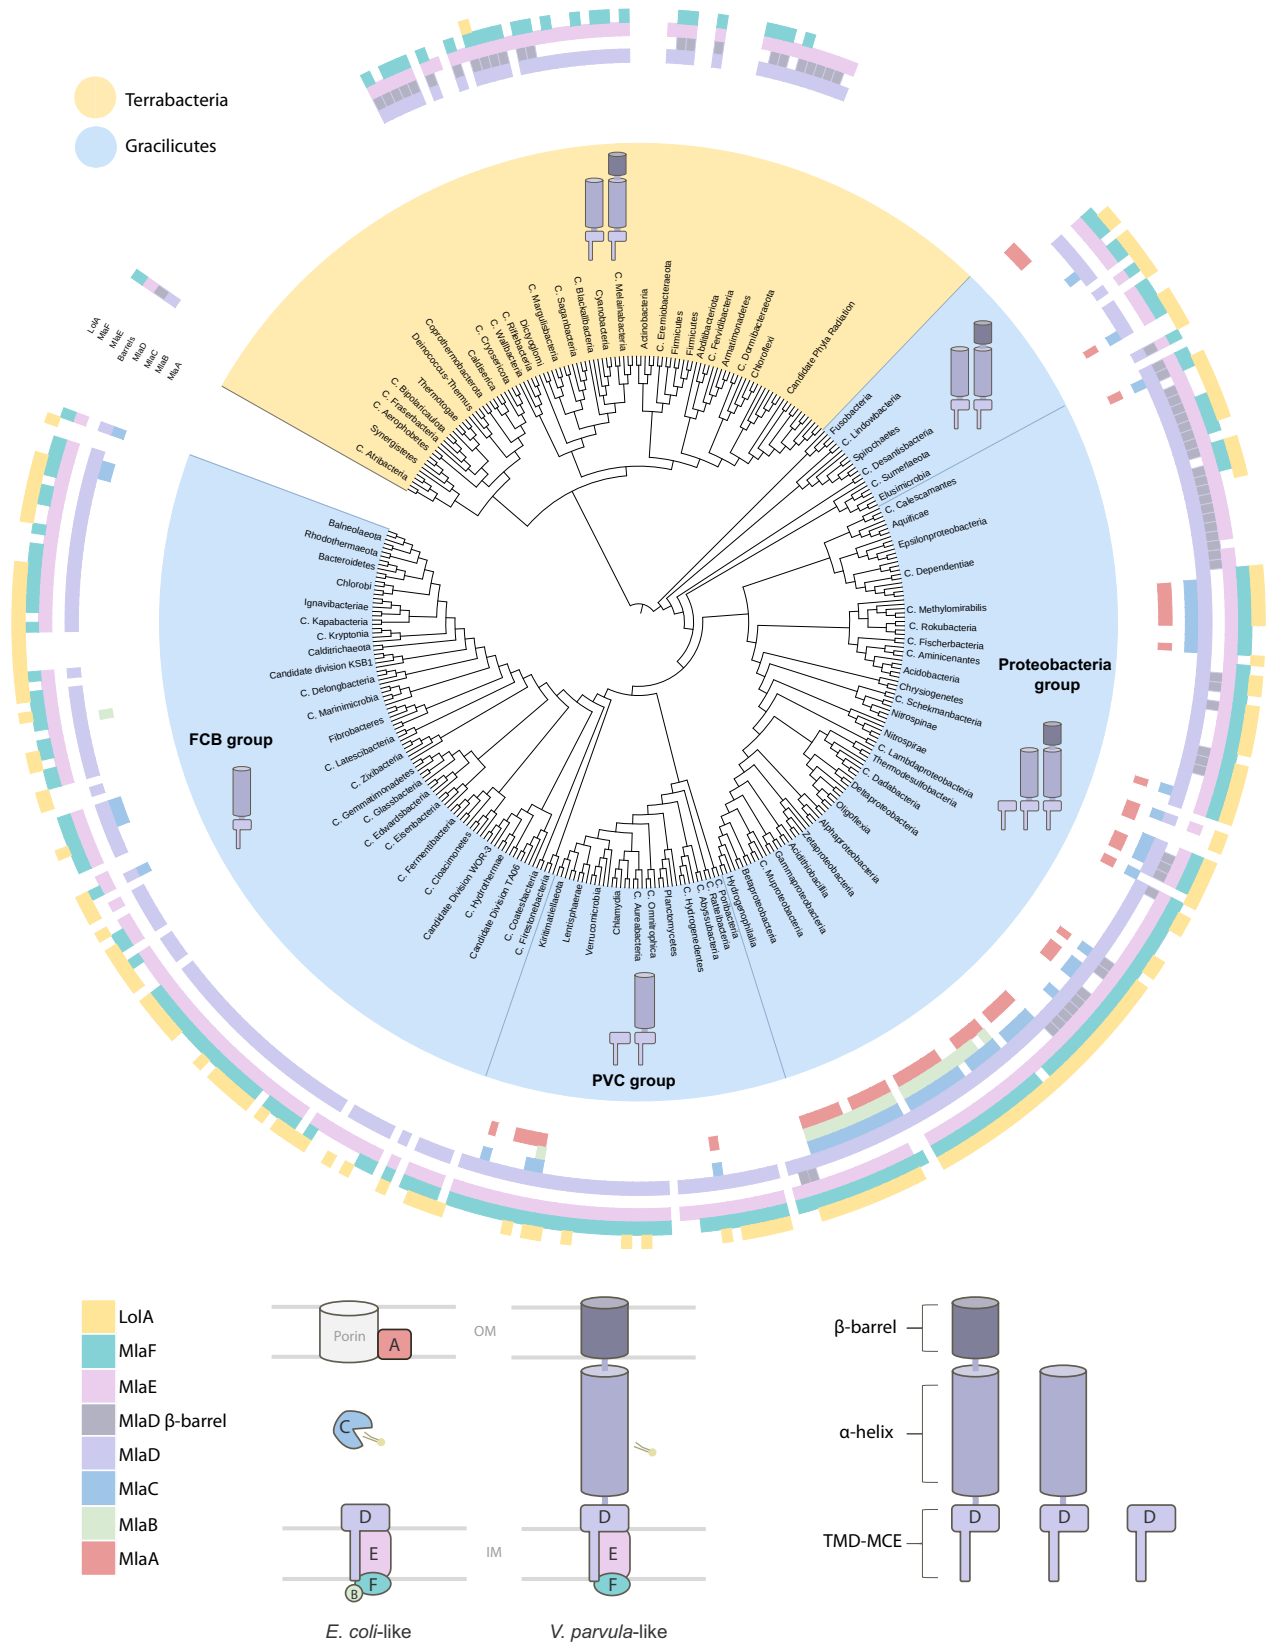 Terrabacteria
Gracilicutes
LolA
MlaF
MlaE
Barrels
MlaD
MlaC
MlaB
MlaA
C. Atribacteria
Synergistetes
C. Aerophobetes
C. Fraserbacteria
C. Bipolaricaulota
Thermotogae
Deinococcus-Thermus
Coprothermobacterota
Caldiserica
C. Cryosericota
C. Wallbacteria
C. Riflebacteria
Dictyoglomi
C. Margulisbacteria
C. Saganbacteria
C. Blackallbacteria
Cyanobacteria
C. Melainabacteria
Actinobacteria
C. Eremiobacteraeota
Firmicutes
Firmicutes
Abditibacteriota
C. Fervidibacteria
Armatimonadetes
C. Dormibacteraeota
Chloroflexi
Candidate Phyla Radiation
Fusobacteria
C. Lindowbacteria
Spirochaetes
C. Desantisbacteria
C. Sumerlaeota
Elusimicrobia
C. Calescamantes
Aquificae
Epsilonproteobacteria
C. Dependentiae
C. Methylomirabilis
C. Rokubacteria
C. Fischerbacteria
C. Aminicenantes
Acidobacteria
Chrysiogenetes
C. Schekmanbacteria
Nitrospinae
Nitrospirae
C. Lambdaproteobacteria
Thermodesulfobacteria
C. Dadabacteria
Deltaproteobacteria
Oligoflexia
Alphaproteobacteria
Zetaproteobacteria
Acidithiobacillia
Gammaproteobacteria
C. Muproteobacteria
Betaproteobacteria
Hydrogenophilalia
C. Poribacteria
C. Ratteibacteria
C. Abyssubacteria
C. Hydrogenedentes
Planctomycetes
C. Omnitrophica
C. Aureabacteria
Chlamydia
Verrucomicrobia
Lentisphaerae
Kiritimatiellaeota
C. Firestonebacteria
C. Coatesbacteria
Candidate Division TA06
C. Hydrothermae
Candidate Division WOR-3
C. Cloacimonetes
C. Fermentibacteria
C. Eisenbacteria
C. Edwardsbacteria
C. Glassbacteria
C. Gemmatimonadetes
C. Zixibacteria
C. Latescibacteria
Fibrobacteres
C. Marinimicrobia
C. Delongbacteria
Candidate division KSB1
Calditrichaeota
C. Kryptonia
C. Kapabacteria
Ignavibacteriae
Chlorobi
Bacteroidetes
Rhodothermaeota
Balneolaeota
Proteobacteria
group
FCB group
PVC group
LolA
MlaF
MlaE
MlaD β-barrel
MlaD
MlaC
MlaB
MlaA
Porin
A
C
D
E
F
B
E. coli-like
OM
IM
D
E
F
V. parvula-like
β-barrel
α-helix
TMD-MCE
D
D
D